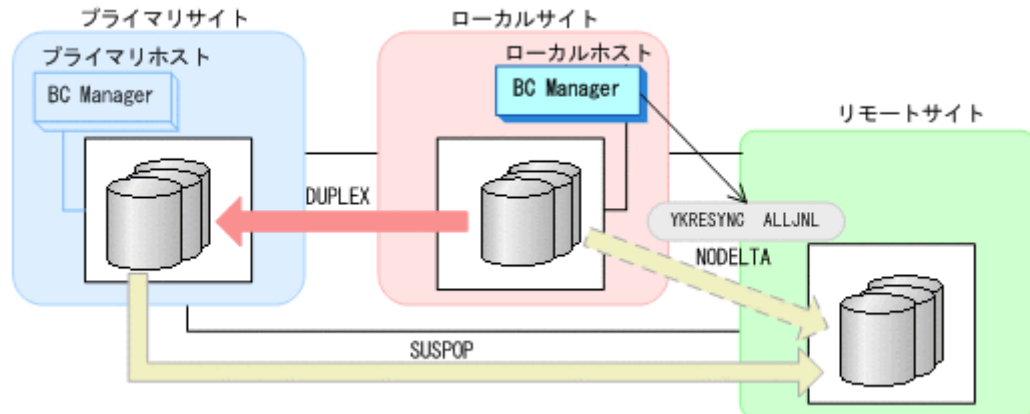 プライマリサイト
ローカルサイト
プライマリホスト
ローカルホスト
BC Manager
BC Manager
リモートサイト
DUPLEX
YKRESYNC ALLJNL
NODELTA
SUSPOP